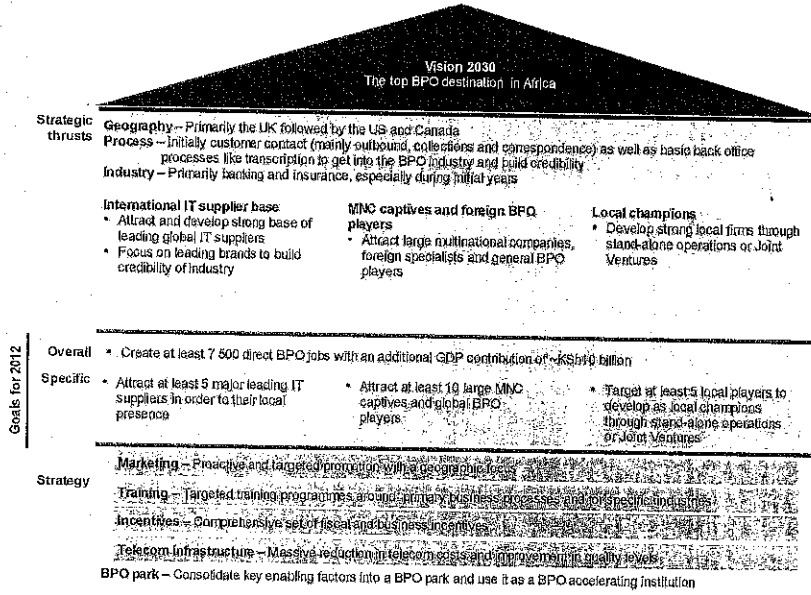 Vision 2030
The top BPO destination in Africa
Strategic thrusts
Geography – Primarily the UK followed by the US and Canada
Process – Initially customer contact (mainly outbound, collections and correspondence) as well as basic back office
processes like transcription to get into the BPO industry and build credibility
Industry – Primarily banking and insurance, especially during initial years
International IT supplier base
• Attract and develop strong base of
leading global IT suppliers
• Focus on leading brands to build
credibility of industry
MNC captives and foreign BPO
players
• Attract large multinational companies,
foreign specialists and general BPO
players
Local champions
• Develop strong local firms through
stand-alone operations or Joint
Ventures
Goals for 2012
Overall
• Create at least 7 500 direct BPO jobs with an additional GDP contribution of ~KSh10 billion
Specific
• Attract at least 5 major leading IT
suppliers in order to their local
presence
• Attract at least 10 large MNC
captives and global BPO
players
• Target at least 5 local players to
develop as local champions
through stand-alone operations
or Joint Ventures
Strategy
Marketing – Proactive and targeted promotion with a geographic focus
Training – Targeted training programmes around primary business processes and for specific industries
Incentives – Comprehensive set of fiscal and business incentives
Telecom Infrastructure – Massive reduction in telecom costs and improvement in quality levels
BPO park – Consolidate key enabling factors into a BPO park and use it as a BPO accelerating institution